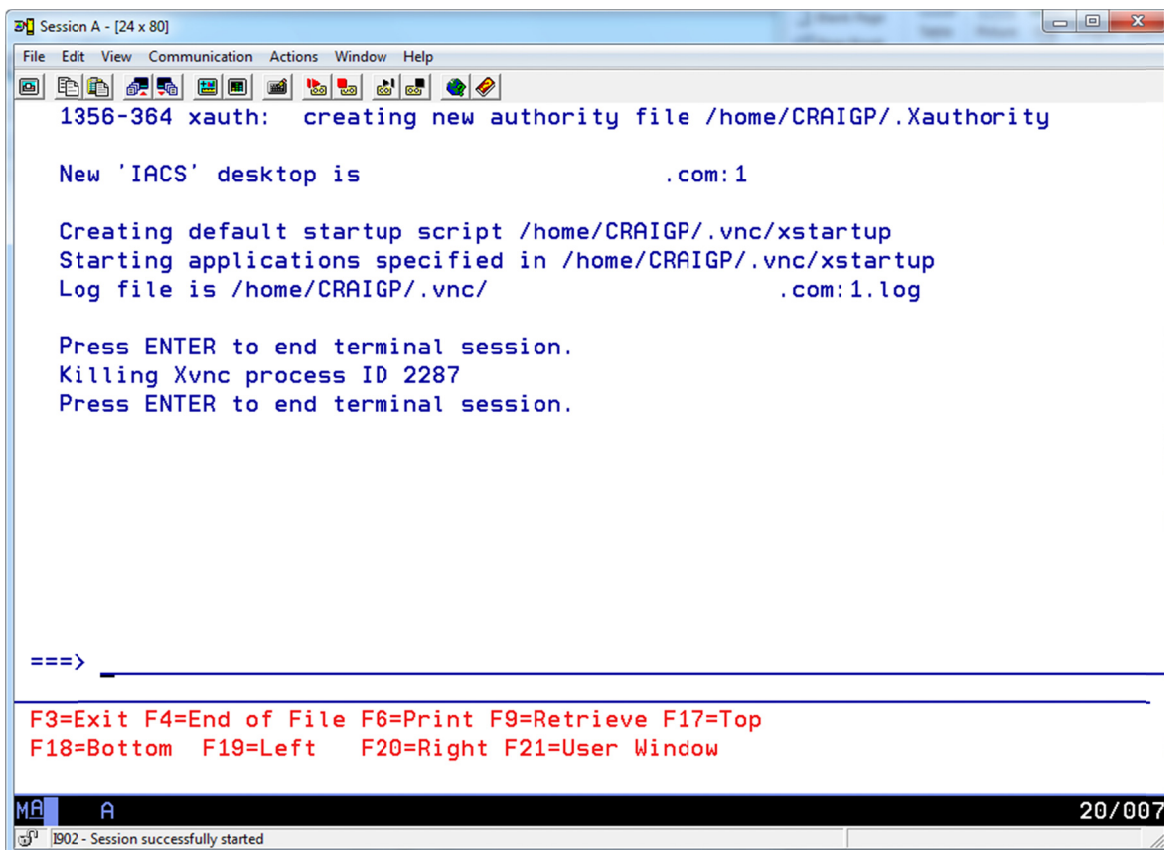 Session A - [24 x 80]
File Edit View Communication Actions Window Help
1356-364 xauth:  creating new authority file /home/CRAIGP/.Xauthority
New 'IACS' desktop is .com:1
Creating default startup script /home/CRAIGP/.vnc/xstartup
Starting applications specified in /home/CRAIGP/.vnc/xstartup
Log file is /home/CRAIGP/.vnc/ .com:1.log
Press ENTER to end terminal session.
Killing Xvnc process ID 2287
Press ENTER to end terminal session.
===> _
F3=Exit F4=End of File F6=Print F9=Retrieve F17=Top
F18=Bottom  F19=Left   F20=Right F21=User Window
MA A 20/007
I902 - Session successfully started